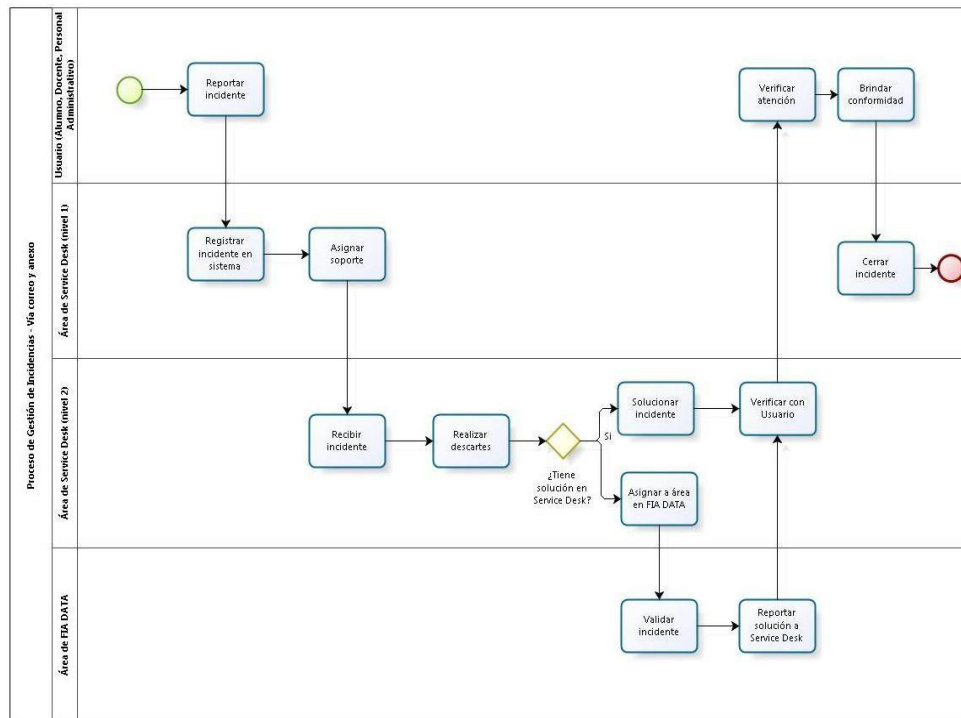 Proceso de Gestión de Incidencias - Vía correo y anexo
Usuario (Alumno, Docente, Personal
Administrativo)
Reportar
incidente
Verificar
atención
Brindar
conformidad
Área de Service Desk (nivel 1)
Registrar
incidente en
sistema
Asignar
soporte
Cerrar
incidente
Área de Service Desk (nivel 2)
Recibir
incidente
Realizar
descartes
¿Tiene
solución en
Service Desk?
Si
Solucionar
incidente
Verificar con
Usuario
Asignar a área
en FIA DATA
Área de FIA DATA
Validar
incidente
Reportar
solución a
Service Desk